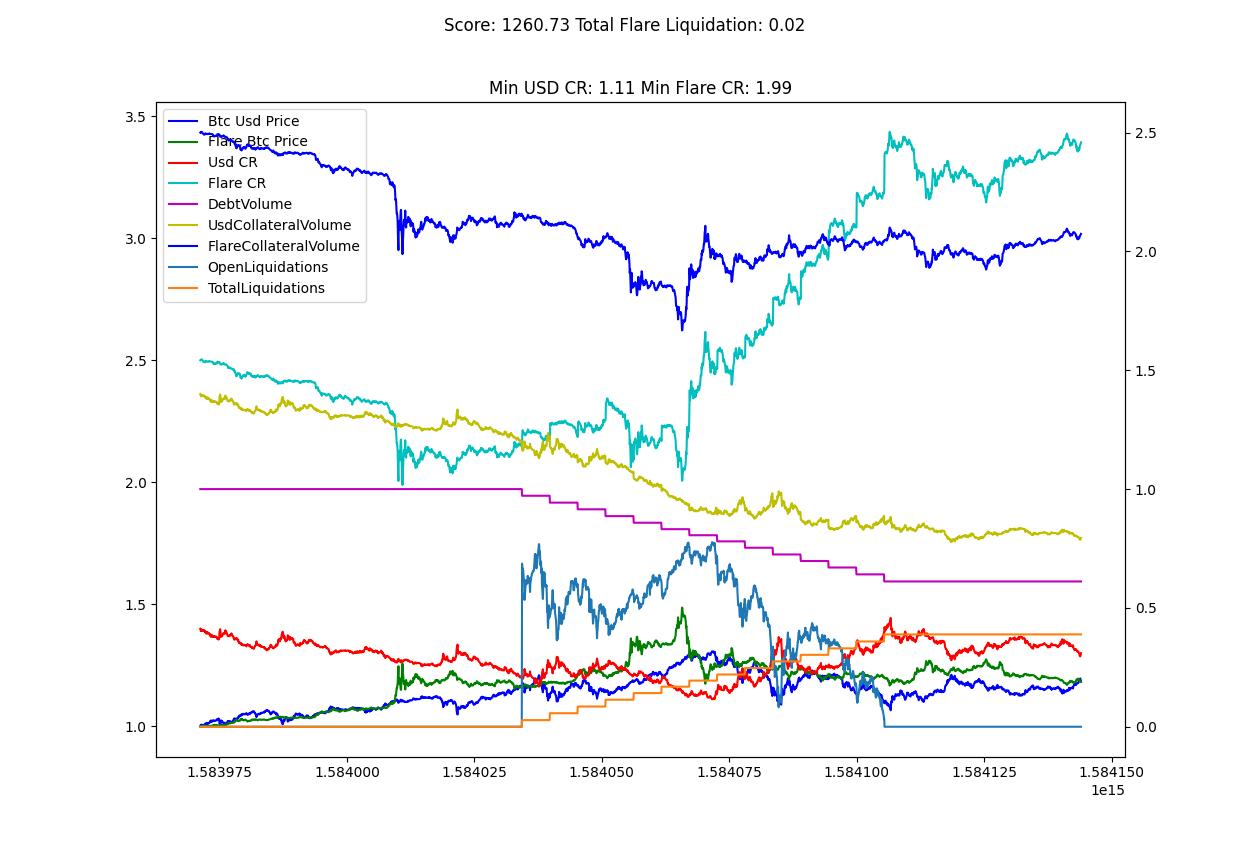 Score: 1260.73 Total Flare Liquidation: 0.02
Min USD CR: 1.11 Min Flare CR: 1.99
Btc Usd Price
Flare Btc Price
Usd CR
Flare CR
DebtVolume
UsdCollateralVolume
FlareCollateralVolume
OpenLiquidations
TotalLiquidations
3.5
3.0
2.5
2.0
1.5
1.0
2.5
2.0
1.5
1.0
0.5
0.0
1.583975 1.584000 1.584025 1.584050 1.584075 1.584100 1.584125 1.584150
1e15